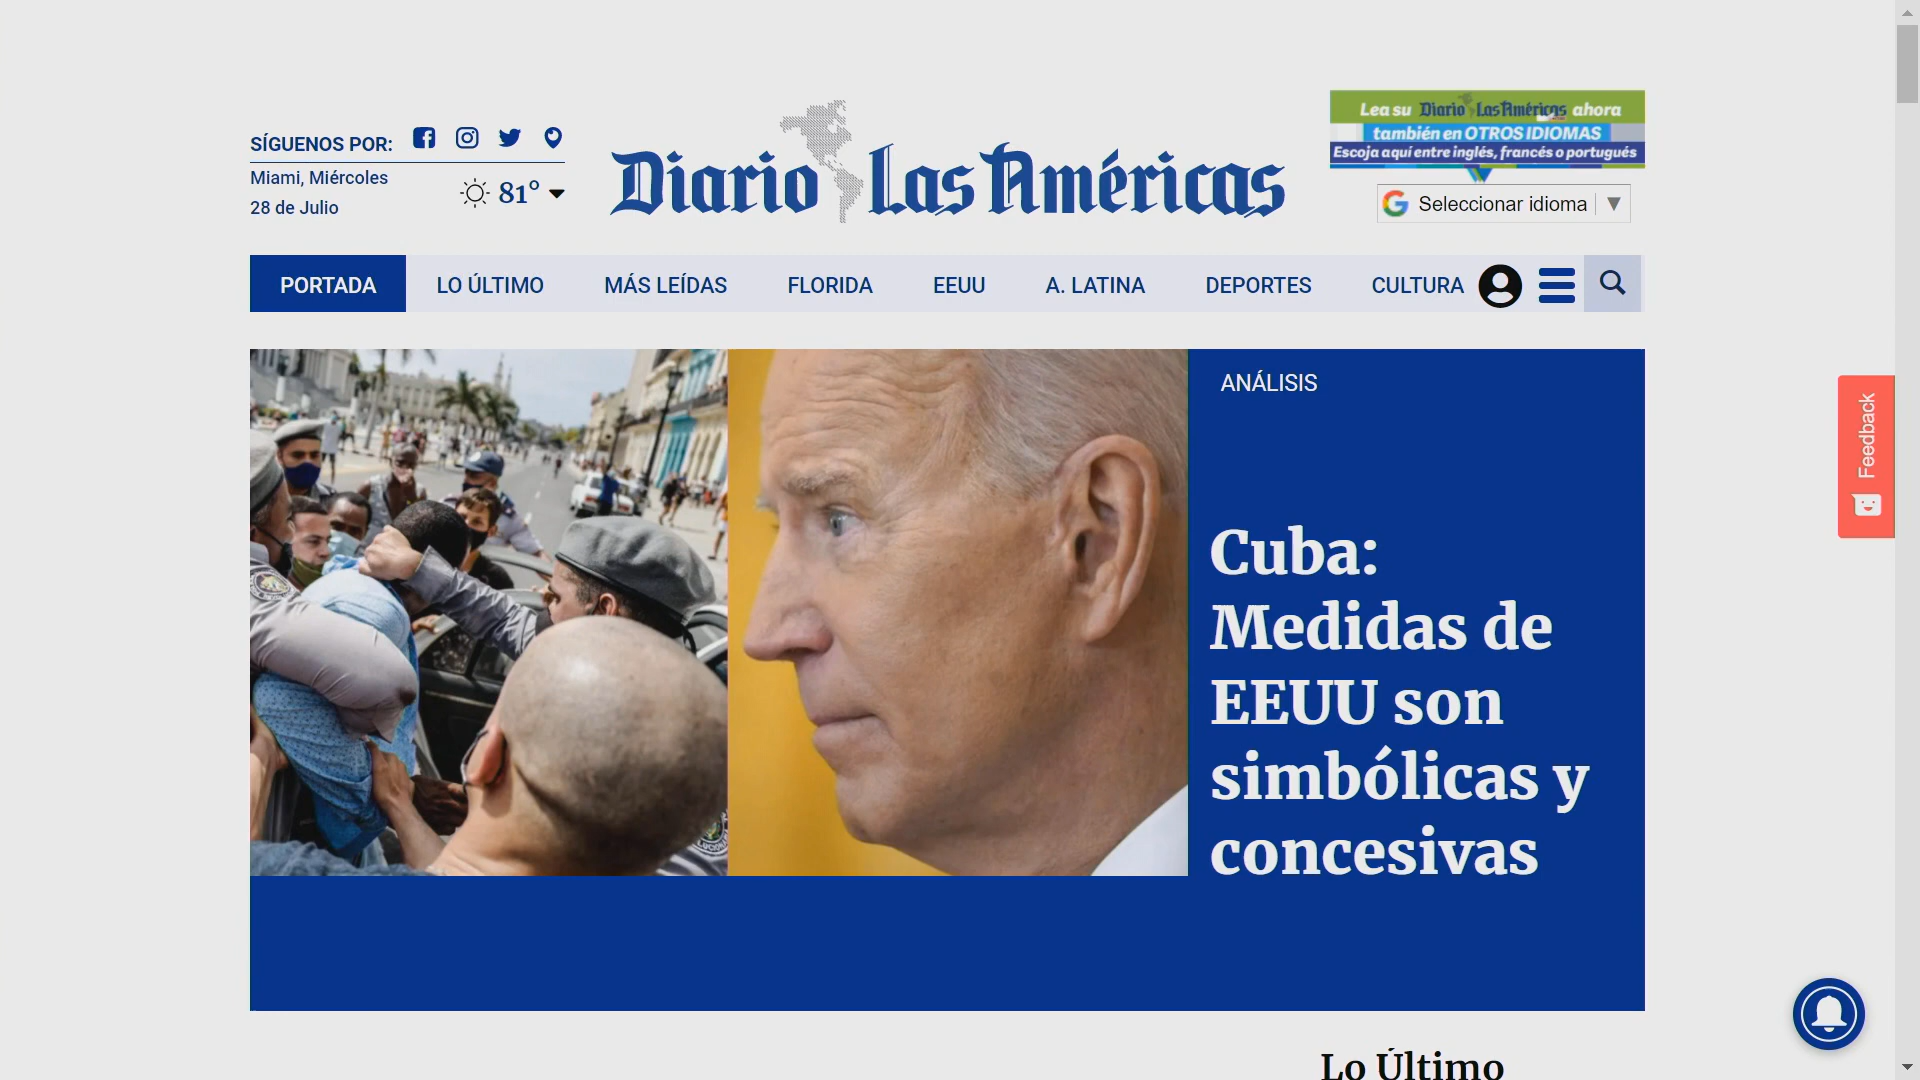 SÍGUENOS POR:
Miami, Miércoles
28 de Julio
81°
Diario Las Américas
Lea su Diario Las Américas ahora
también en OTROS IDIOMAS
Escoja aquí entre inglés, francés o portugués
Seleccionar idioma ▼
PORTADA
LO ÚLTIMO
MÁS LEÍDAS
FLORIDA
EEUU
A. LATINA
DEPORTES
CULTURA
ANÁLISIS
Cuba:
Medidas de
EEUU son
simbólicas y
concesivas
Feedback
Lo Último